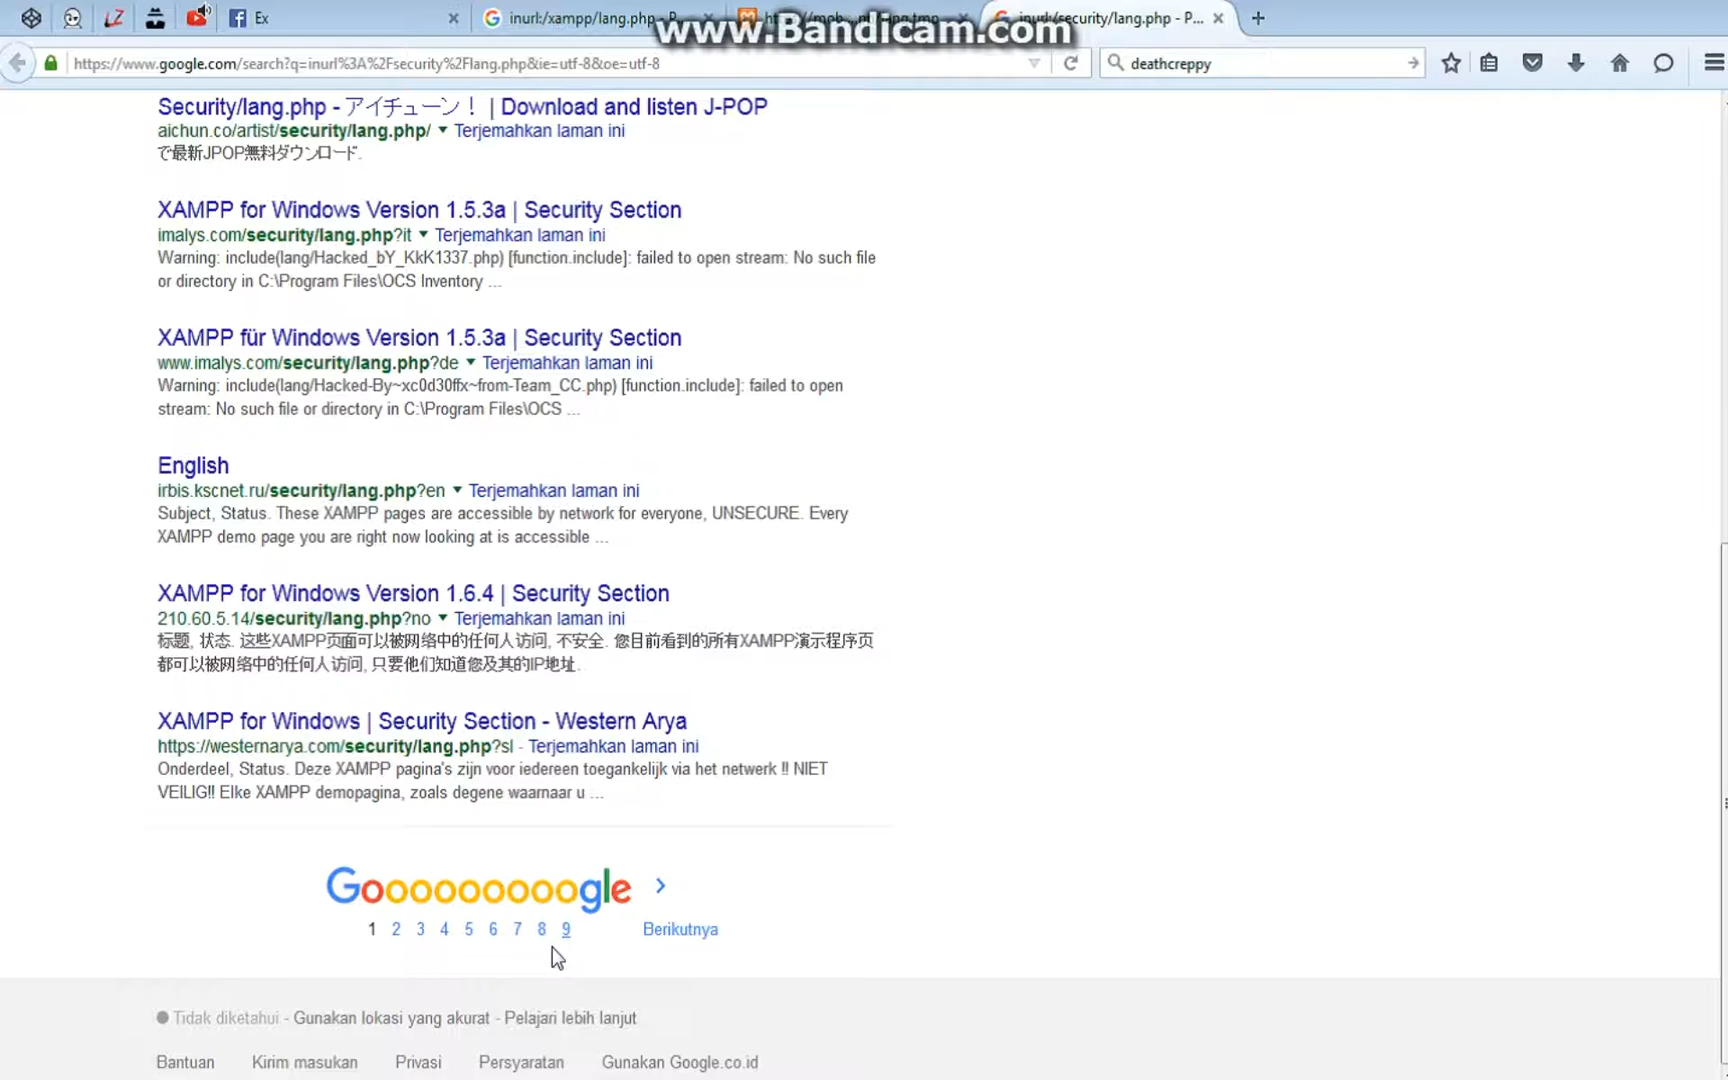 Ex
inurl:/xampp/lang.php - P...
inurl:/security/lang.php - P...
www.Bandicam.com
https://www.google.com/search?q=inurl%3A%2Fsecurity%2Flang.php&ie=utf-8&oe=utf-8
deathcreppy
Security/lang.php - アイチューン！ | Download and listen J-POP
aichun.co/artist/security/lang.php/ Terjemahkan laman ini
で最新JPOP無料ダウンロード.
XAMPP for Windows Version 1.5.3a | Security Section
imalys.com/security/lang.php?it Terjemahkan laman ini
Warning: include(lang/Hacked_bY_KkK1337.php) [function.include]: failed to open stream: No such file
or directory in C:\Program Files\OCS Inventory ...
XAMPP für Windows Version 1.5.3a | Security Section
www.imalys.com/security/lang.php?de Terjemahkan laman ini
Warning: include(lang/Hacked-By~xc0d30ffx~from-Team_CC.php) [function.include]: failed to open
stream: No such file or directory in C:\Program Files\OCS ...
English
irbis.kscnet.ru/security/lang.php?en Terjemahkan laman ini
Subject, Status. These XAMPP pages are accessible by network for everyone, UNSECURE. Every
XAMPP demo page you are right now looking at is accessible ...
XAMPP for Windows Version 1.6.4 | Security Section
210.60.5.14/security/lang.php?no Terjemahkan laman ini
标题, 状态. 这些XAMPP页面可以被网络中的任何人访问, 不安全. 您目前看到的所有XAMPP演示程序页
都可以被网络中的任何人访问, 只要他们知道您及其的IP地址.
XAMPP for Windows | Security Section - Western Arya
https://westernarya.com/security/lang.php?sl - Terjemahkan laman ini
Onderdeel, Status. Deze XAMPP pagina's zijn voor iedereen toegankelijk via het netwerk !! NIET
VEILIG!! Elke XAMPP demopagina, zoals degene waarnaar u ...
Gooooooooogle
1 2 3 4 5 6 7 8 9 Berikutnya
Tidak diketahui - Gunakan lokasi yang akurat - Pelajari lebih lanjut
Bantuan Kirim masukan Privasi Persyaratan Gunakan Google.co.id